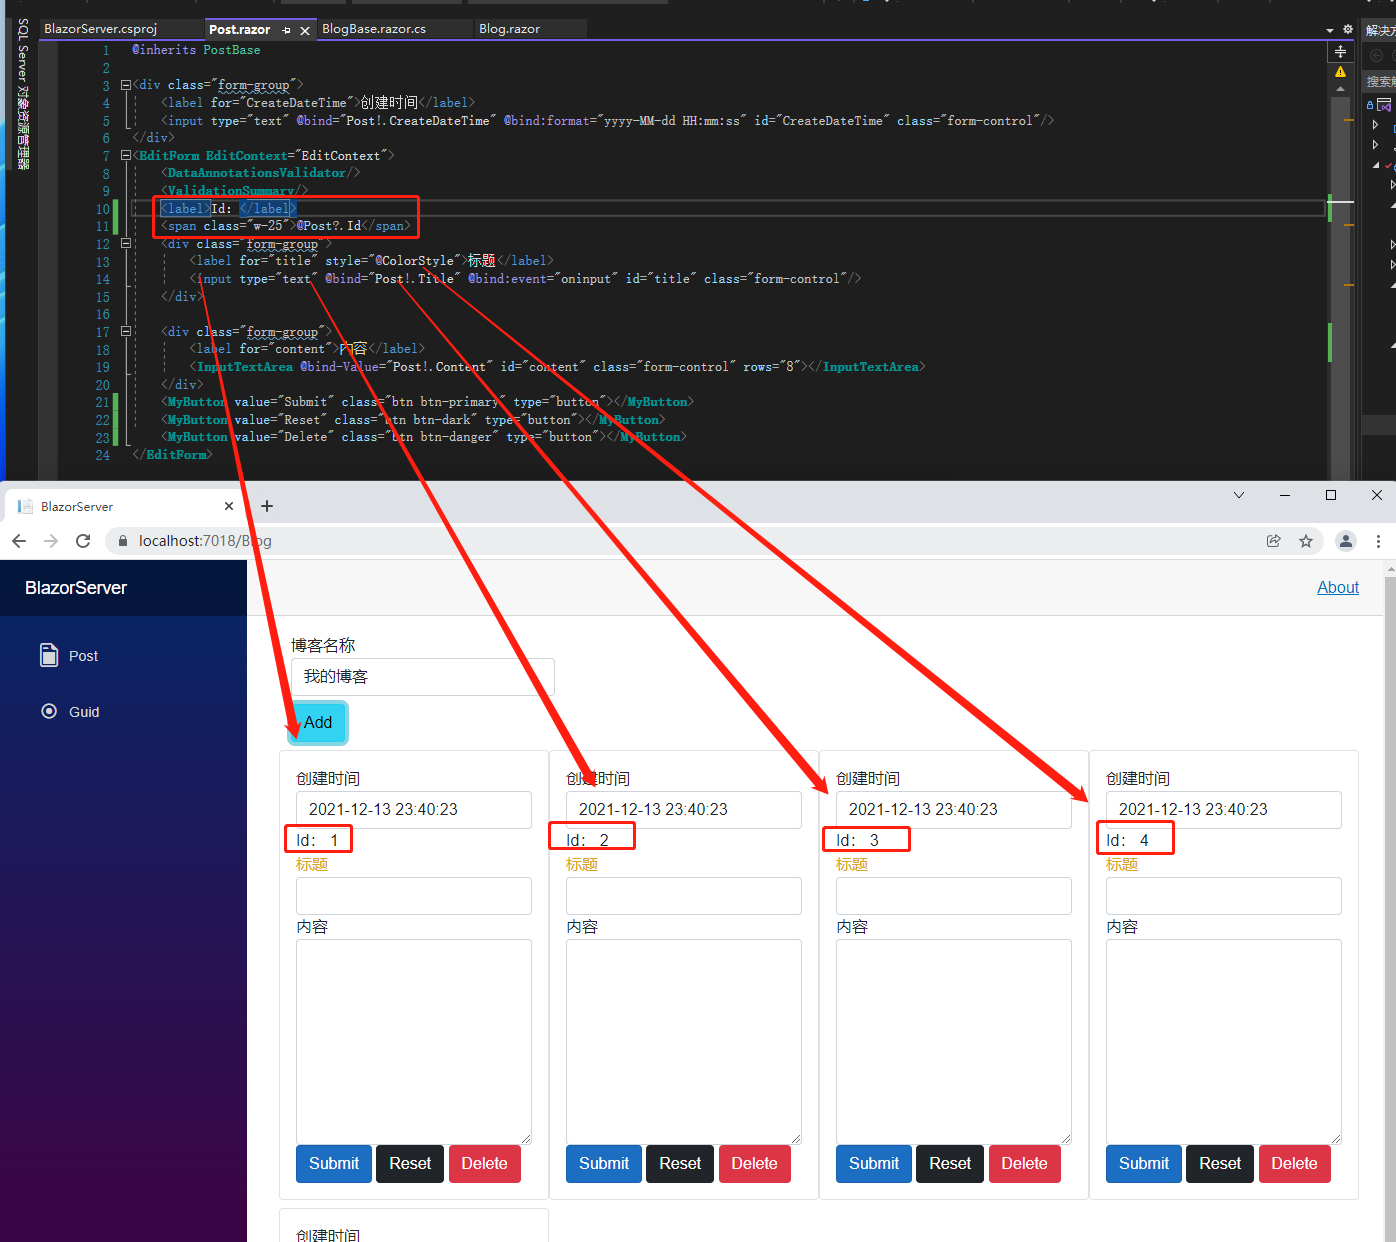 SQL Server 对象资源管理器
BlazorServer.csproj
Post.razor
BlogBase.razor.cs
Blog.razor
解决方
搜索解
1 @inherits PostBase
2
3 <div class="form-group">
4 <label for="CreateDateTime">创建时间</label>
5 <input type="text" @bind="Post!.CreateDateTime" @bind:format="yyyy-MM-dd HH:mm:ss" id="CreateDateTime" class="form-control"/>
6 </div>
7 <EditForm EditContext="EditContext">
8 <DataAnnotationsValidator/>
9 <ValidationSummary/>
10 <label>Id: </label>
11 <span class="w-25">@Post?.Id</span>
12 <div class="form-group">
13 <label for="title" style="@ColorStyle">标题</label>
14 <input type="text" @bind="Post!.Title" @bind:event="oninput" id="title" class="form-control"/>
15 </div>
16
17 <div class="form-group">
18 <label for="content">内容</label>
19 <InputTextArea @bind-Value="Post!.Content" id="content" class="form-control" rows="8"></InputTextArea>
20 </div>
21 <MyButton value="Submit" class="btn btn-primary" type="button"></MyButton>
22 <MyButton value="Reset" class="btn btn-dark" type="button"></MyButton>
23 <MyButton value="Delete" class="btn btn-danger" type="button"></MyButton>
24 </EditForm>
BlazorServer
localhost:7018/Blog
BlazorServer
About
Post
Guid
博客名称
我的博客
Add
创建时间 创建时间 创建时间 创建时间
2021-12-13 23:40:23 2021-12-13 23:40:23 2021-12-13 23:40:23 2021-12-13 23:40:23
Id: 1 Id: 2 Id: 3 Id: 4
标题 标题 标题 标题
内容 内容 内容 内容
Submit Reset Delete Submit Reset Delete Submit Reset Delete Submit Reset Delete
创建时间